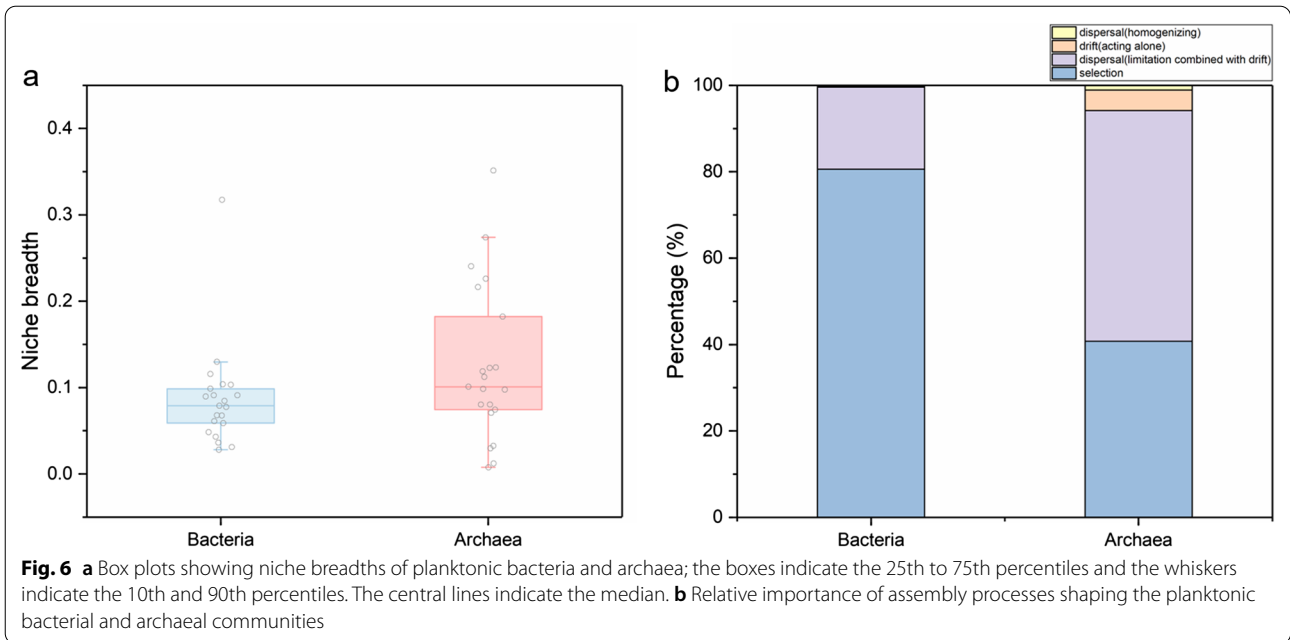 a
Niche breadth
0.4
0.3
0.2
0.1
0.0
Bacteria
Archaea
b
dispersal(homogenizing)
drift(acting alone)
dispersal(limitation combined with drift)
selection
Percentage (%)
100
80
60
40
20
0
Bacteria
Archaea
Fig. 6 a Box plots showing niche breadths of planktonic bacteria and archaea; the boxes indicate the 25th to 75th percentiles and the whiskers
indicate the 10th and 90th percentiles. The central lines indicate the median. b Relative importance of assembly processes shaping the planktonic
bacterial and archaeal communities